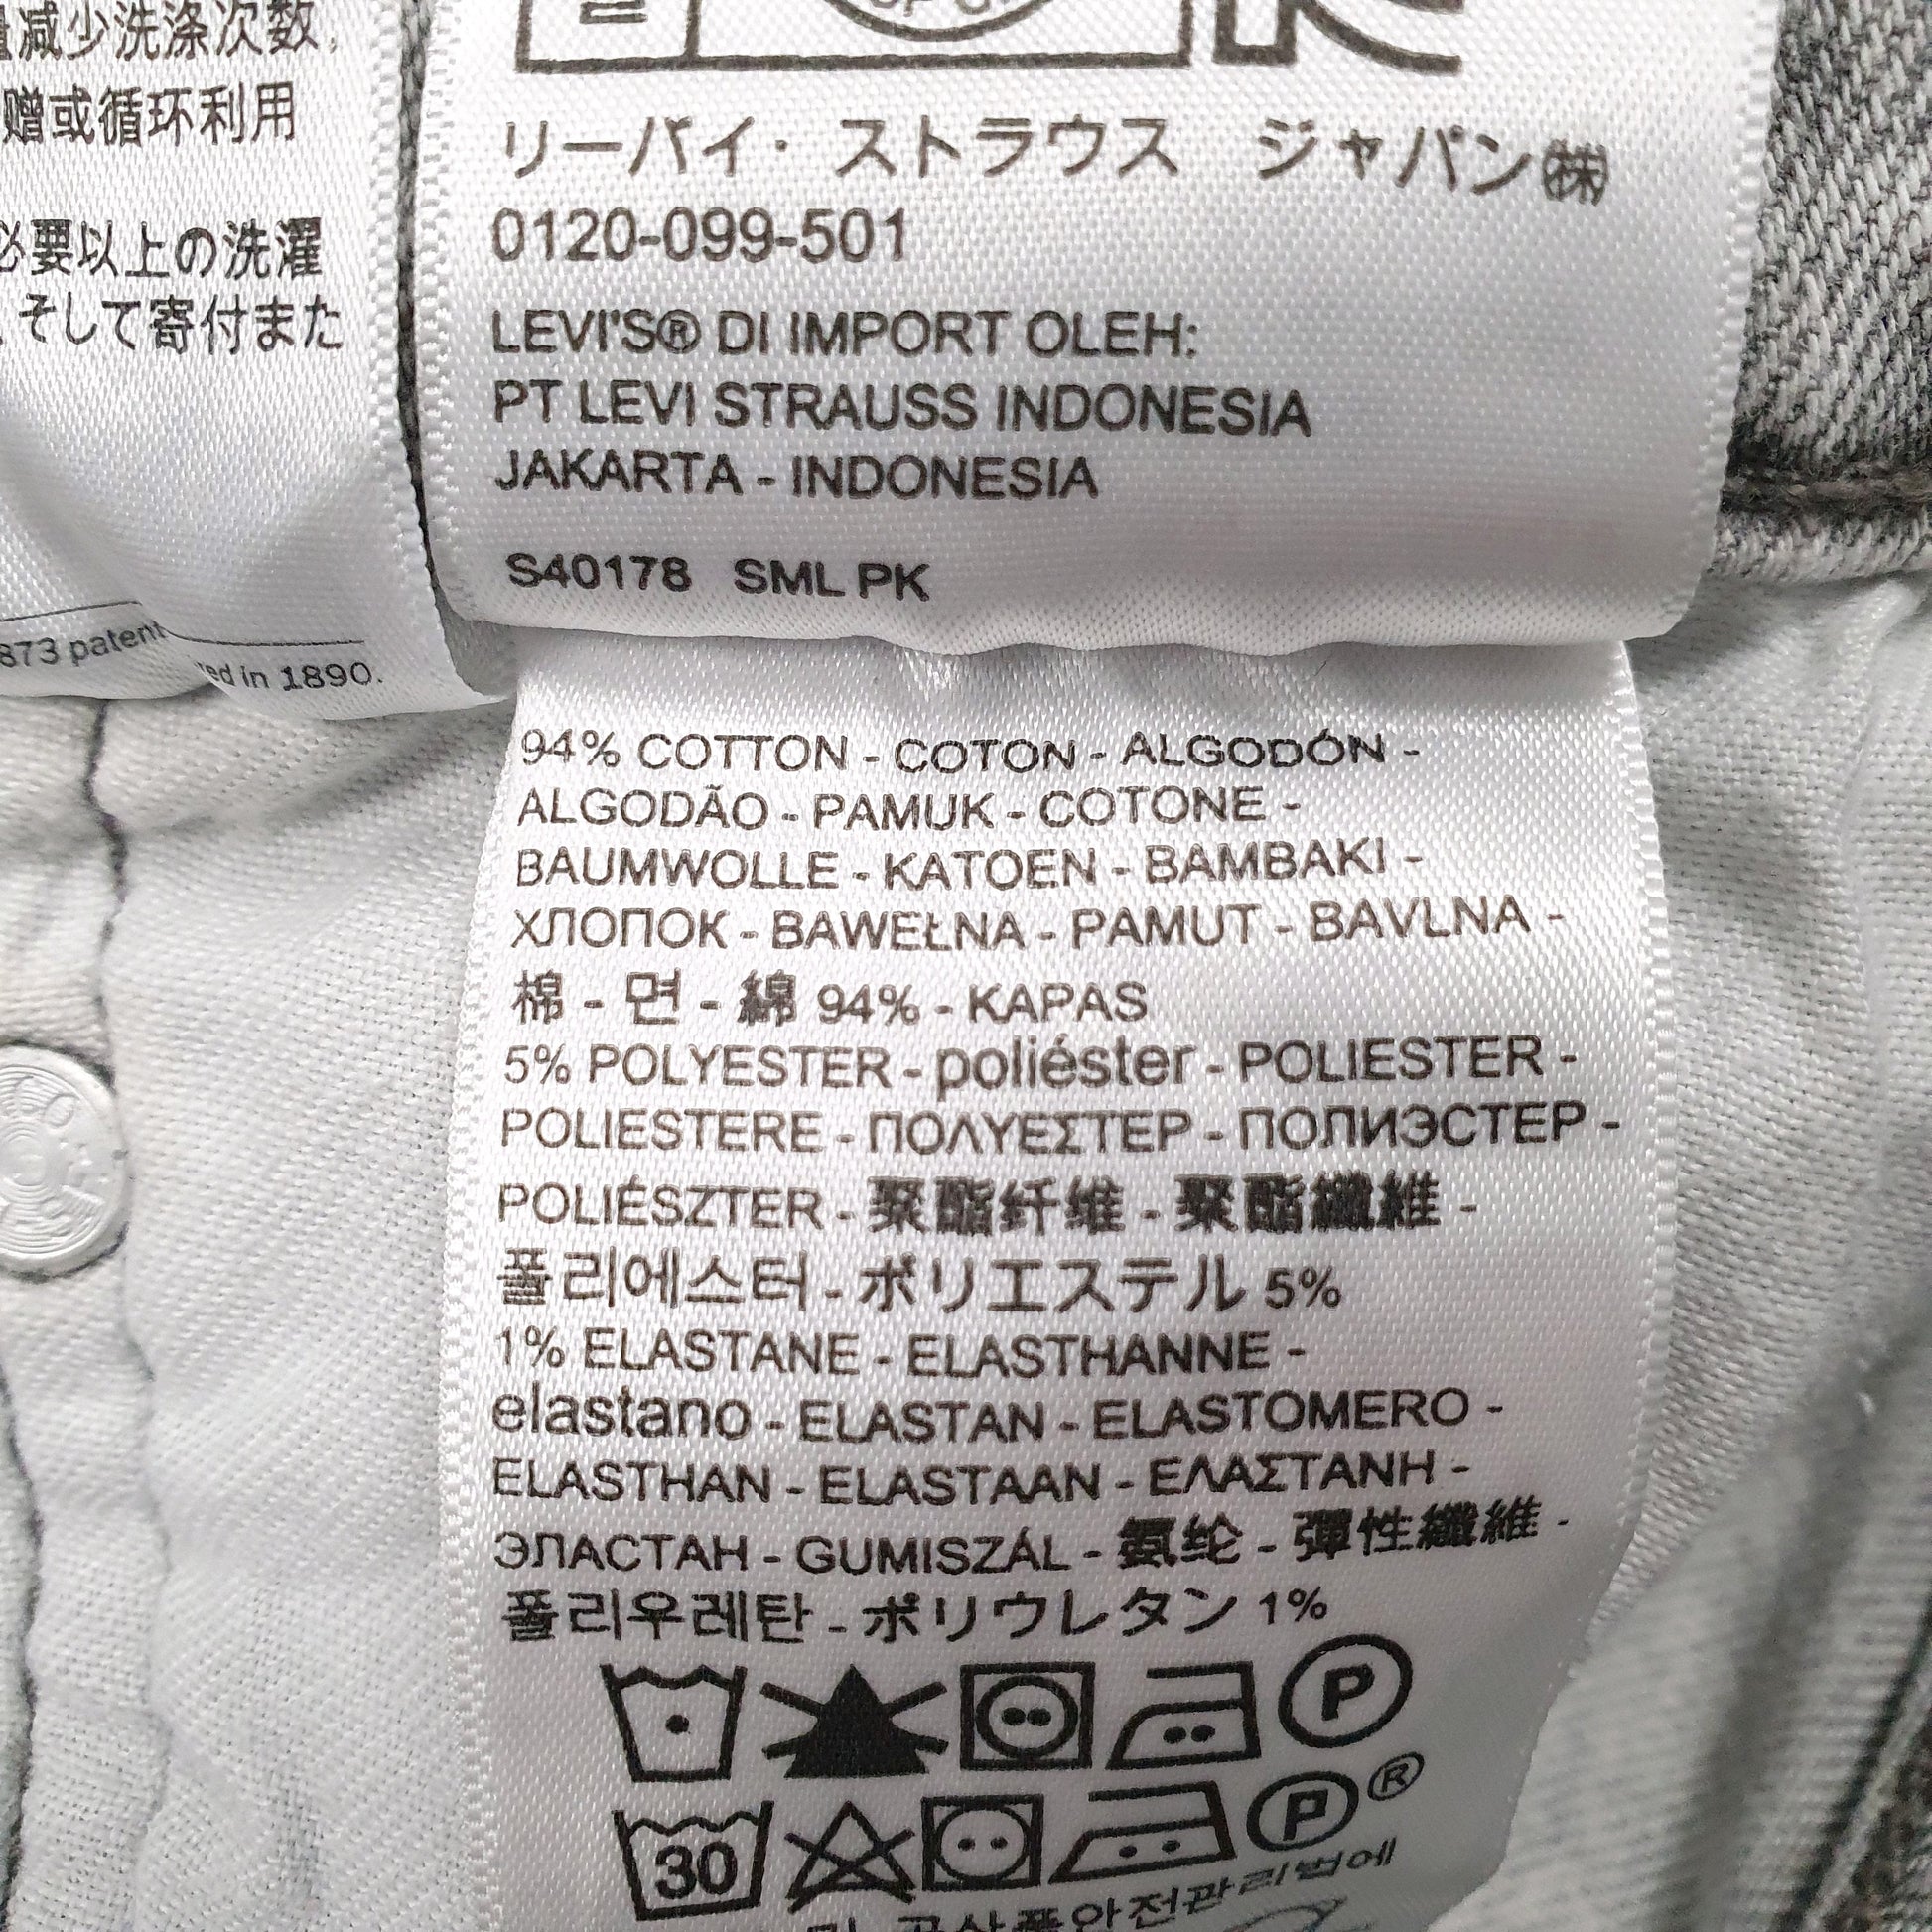 减少洗涤次数,
赠或循环利用
必要以上の洗濯
そして寄付また
873 patent
ed in 1890.
リーバイ・ストラウス ジャパン㈱
0120-099-501
LEVI'S® DI IMPORT OLEH:
PT LEVI STRAUSS INDONESIA
JAKARTA - INDONESIA
S40178 SML PK
94% COTTON - COTON - ALGODÓN -
ALGODÃO - PAMUK - COTONE -
BAUMWOLLE - KATOEN - BAMBAKI -
ХЛОПОК - BAWEŁNA - PAMUT - BAVLNA -
棉 - 면 - 綿 94% - KAPAS
5% POLYESTER - poliéster - POLIESTER -
POLIESTERE - ΠΟΛΥΕΣΤΕΡ - ПОЛИЭСТЕР -
POLIÉSZTER - 聚酯纤维 - 聚酯纖維 -
폴리에스터 - ポリエステル 5%
1% ELASTANE - ELASTHANNE -
elastano - ELASTAN - ELASTOMERO -
ELASTHAN - ELASTAAN - ΕΛΑΣΤΑΝΗ -
ЭЛАСТАН - GUMISZÁL - 氨纶 - 彈性纖維 -
폴리우레탄 - ポリウレタン 1%
P
30 P ®
안전관리법에